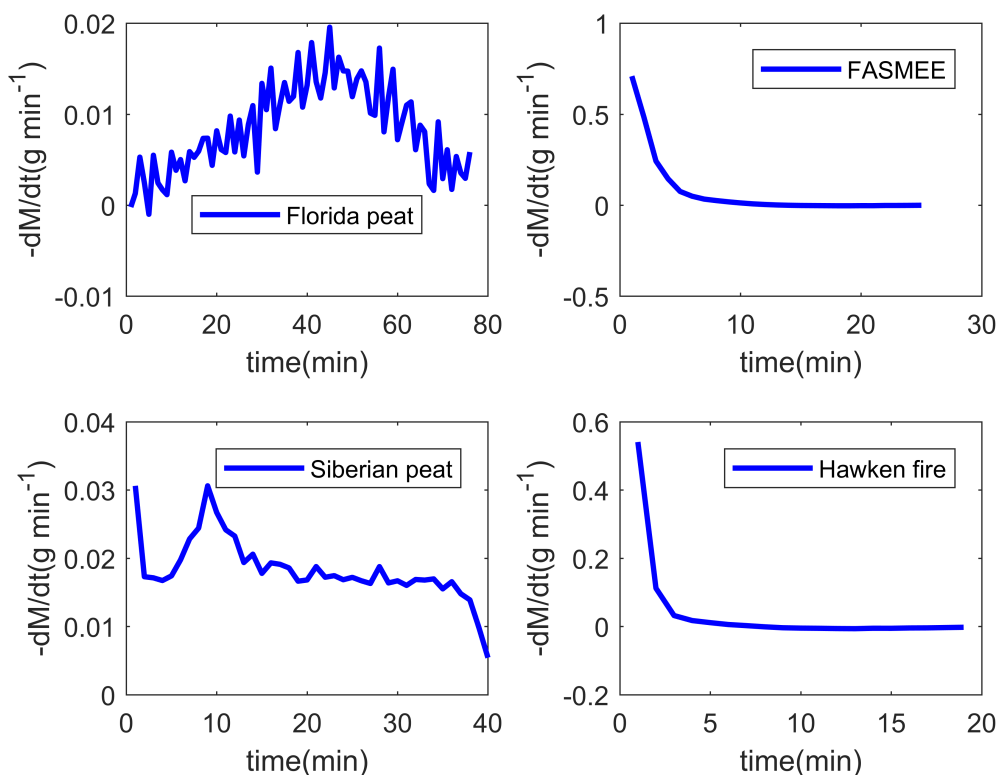 0.02
0.01
0
-0.01
-dM/dt(g min-1)
Florida peat
0 20 40 60 80
time(min)
1
0.5
0
-0.5
-dM/dt(g min-1)
FASMEE
0 10 20 30
time(min)
0.04
0.03
0.02
0.01
0
-dM/dt(g min-1)
Siberian peat
0 10 20 30 40
time(min)
0.6
0.4
0.2
0
-0.2
-dM/dt(g min-1)
Hawken fire
0 5 10 15 20
time(min)